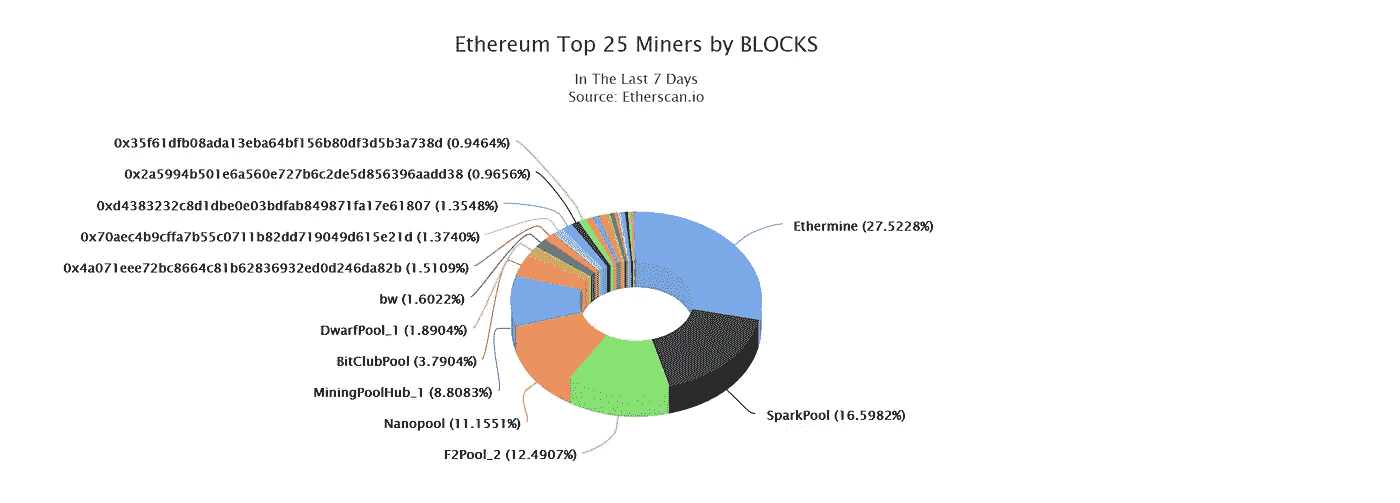 Ethereum Top 25 Miners by BLOCKS
In The Last 7 Days
Source: Etherscan.io
0x35f61dfb08ada13eba64bf156b80df3d5b3a738d (0.9464%)
0x2a5994b501e6a560e727b6c2de5d856396aadd38 (0.9656%)
0xd4383232c8d1dbe0e03bdfab849871fa17e61807 (1.3548%)
0x70aec4b9cffa7b55c0711b82dd719049d615e21d (1.3740%)
0x4a071eee72bc8664c81b62836932ed0d246da82b (1.5109%)
bw (1.6022%)
DwarfPool_1 (1.8904%)
BitClubPool (3.7904%)
MiningPoolHub_1 (8.8083%)
Nanopool (11.1551%)
F2Pool_2 (12.4907%)
Ethermine (27.5228%)
SparkPool (16.5982%)